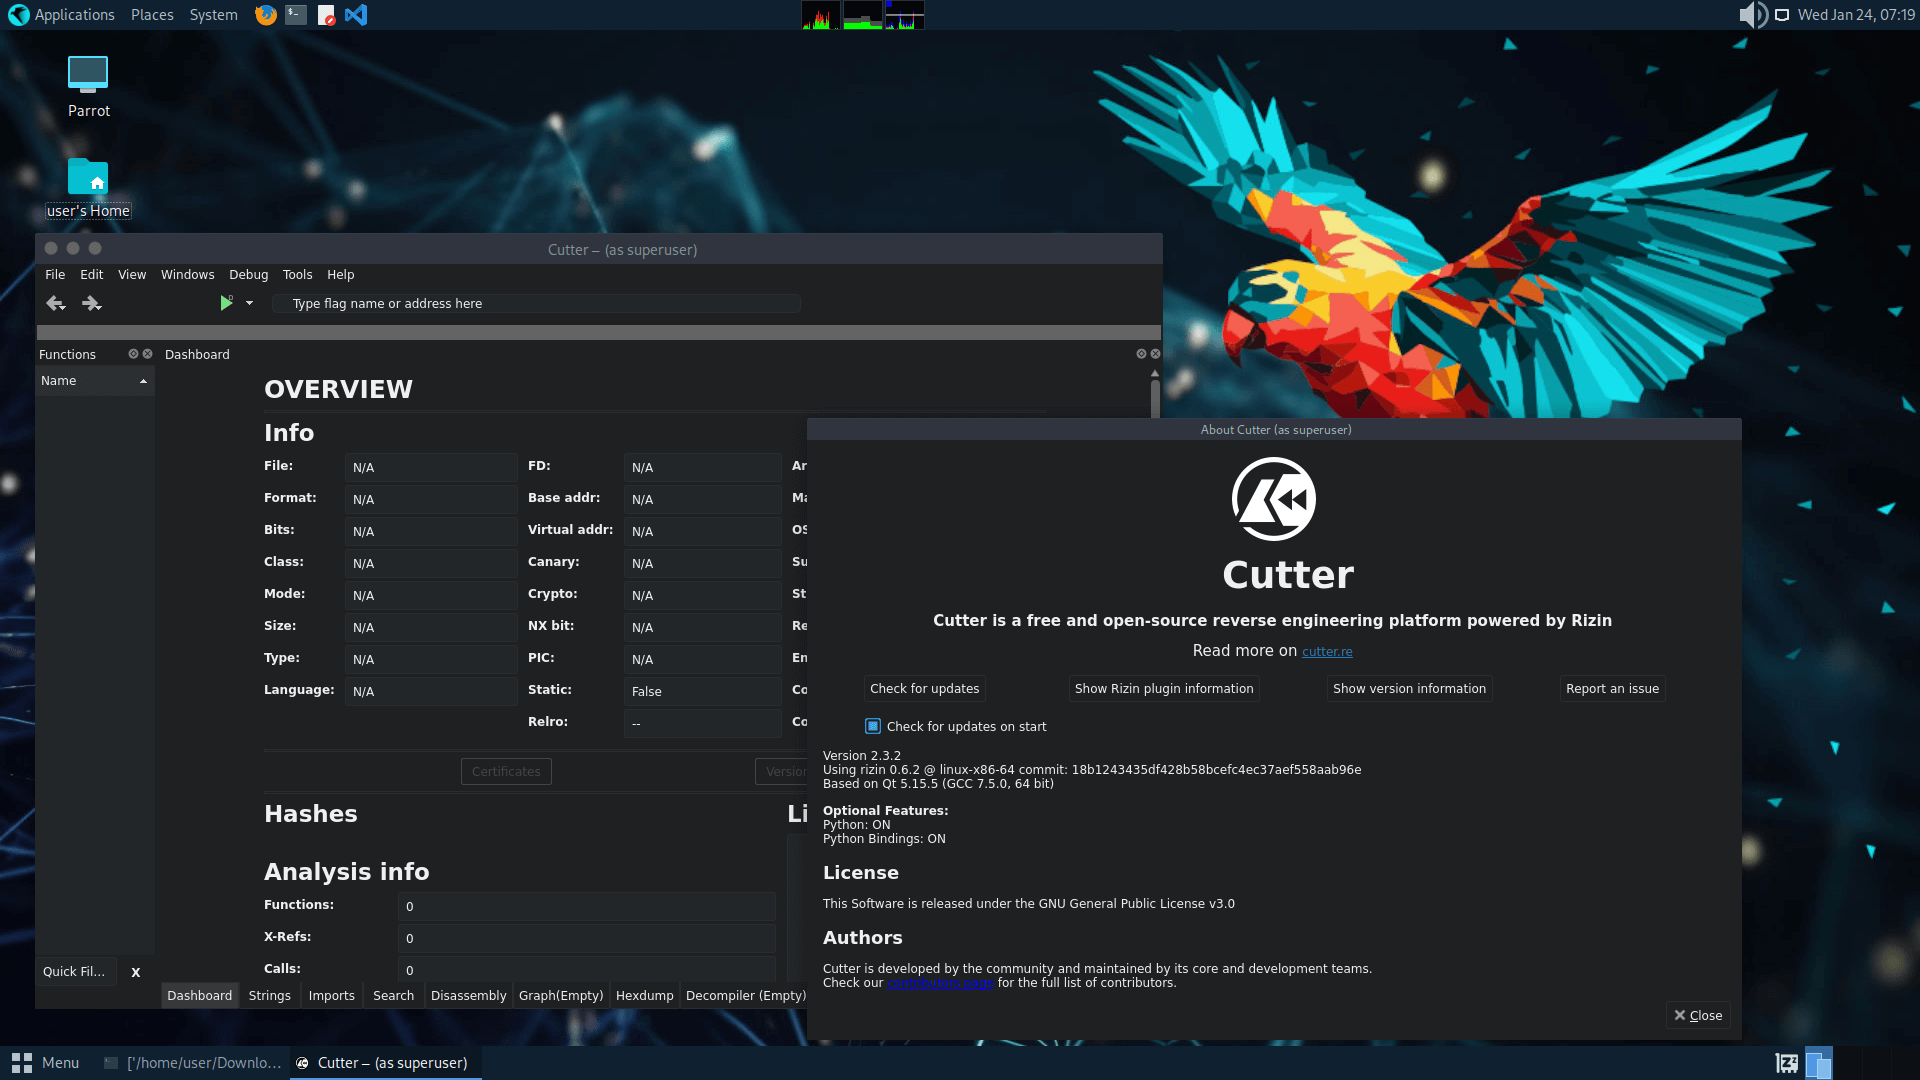 Applications Places System
Wed Jan 24, 07:19
Parrot
user's Home
Cutter – (as superuser)
File Edit View Windows Debug Tools Help
Type flag name or address here
Functions
Dashboard
Name
OVERVIEW
Info
File: N/A FD: N/A Ar
Format: N/A Base addr: N/A Ma
Bits: N/A Virtual addr: N/A OS
Class: N/A Canary: N/A Su
Mode: N/A Crypto: N/A St
Size: N/A NX bit: N/A Re
Type: N/A PIC: N/A En
Language: N/A Static: False Co
Relro: -- Co
Certificates Version
Hashes Li
Analysis info
Functions: 0
X-Refs: 0
Calls: 0
Quick Fil... X
Dashboard Strings Imports Search Disassembly Graph(Empty) Hexdump Decompiler (Empty)
About Cutter (as superuser)
Cutter
Cutter is a free and open-source reverse engineering platform powered by Rizin
Read more on cutter.re
Check for updates Show Rizin plugin information Show version information Report an issue
Check for updates on start
Version 2.3.2
Using rizin 0.6.2 @ linux-x86-64 commit: 18b1243435df428b58bcefc4ec37aef558aab96e
Based on Qt 5.15.5 (GCC 7.5.0, 64 bit)
Optional Features:
Python: ON
Python Bindings: ON
License
This Software is released under the GNU General Public License v3.0
Authors
Cutter is developed by the community and maintained by its core and development teams.
Check our contributors page for the full list of contributors.
Close
Menu ['/home/user/Downlo... Cutter – (as superuser)